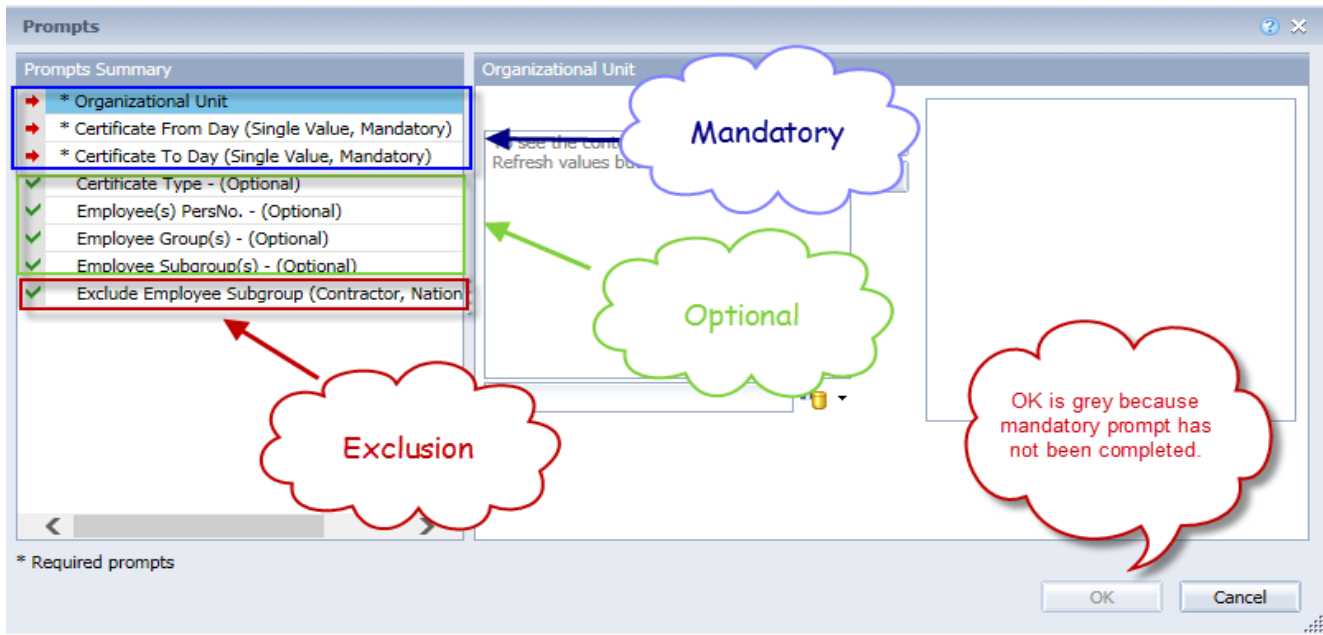 Prompts
Prompts Summary
* Organizational Unit
* Certificate From Day (Single Value, Mandatory)
* Certificate To Day (Single Value, Mandatory)
Certificate Type - (Optional)
Employee(s) PersNo. - (Optional)
Employee Group(s) - (Optional)
Employee Subgroup(s) - (Optional)
Exclude Employee Subgroup (Contractor, Nation
Organizational Unit
see the
Refresh values
Mandatory
Optional
Exclusion
OK is grey because
mandatory prompt has
not been completed.
* Required prompts
OK
Cancel